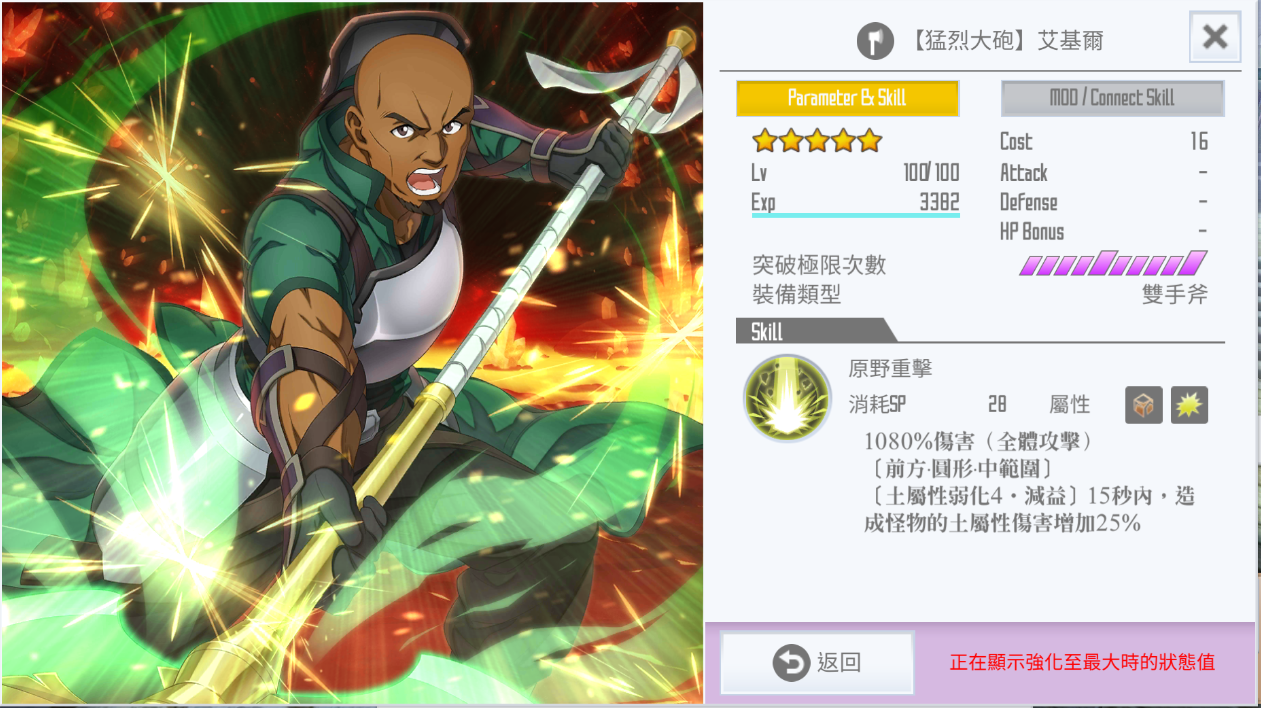 【猛烈大砲】艾基爾
Parameter & Skill
MOD / Connect Skill
Lv 100/100
Exp 3382
Cost 16
Attack -
Defense -
HP Bonus -
突破極限次數
裝備類型 雙手斧
Skill
原野重擊
消耗SP 28 屬性
1080%傷害（全體攻擊）
〔前方·圓形·中範圍〕
〔土屬性弱化4・減益〕15秒內，造
成怪物的土屬性傷害增加25%
返回
正在顯示強化至最大時的狀態值